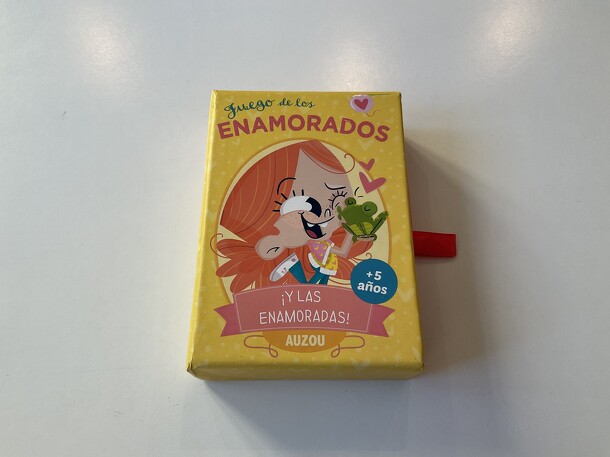 Juego de los
ENAMORADOS
+5
años
¡Y LAS
ENAMORADAS!
AUZOU